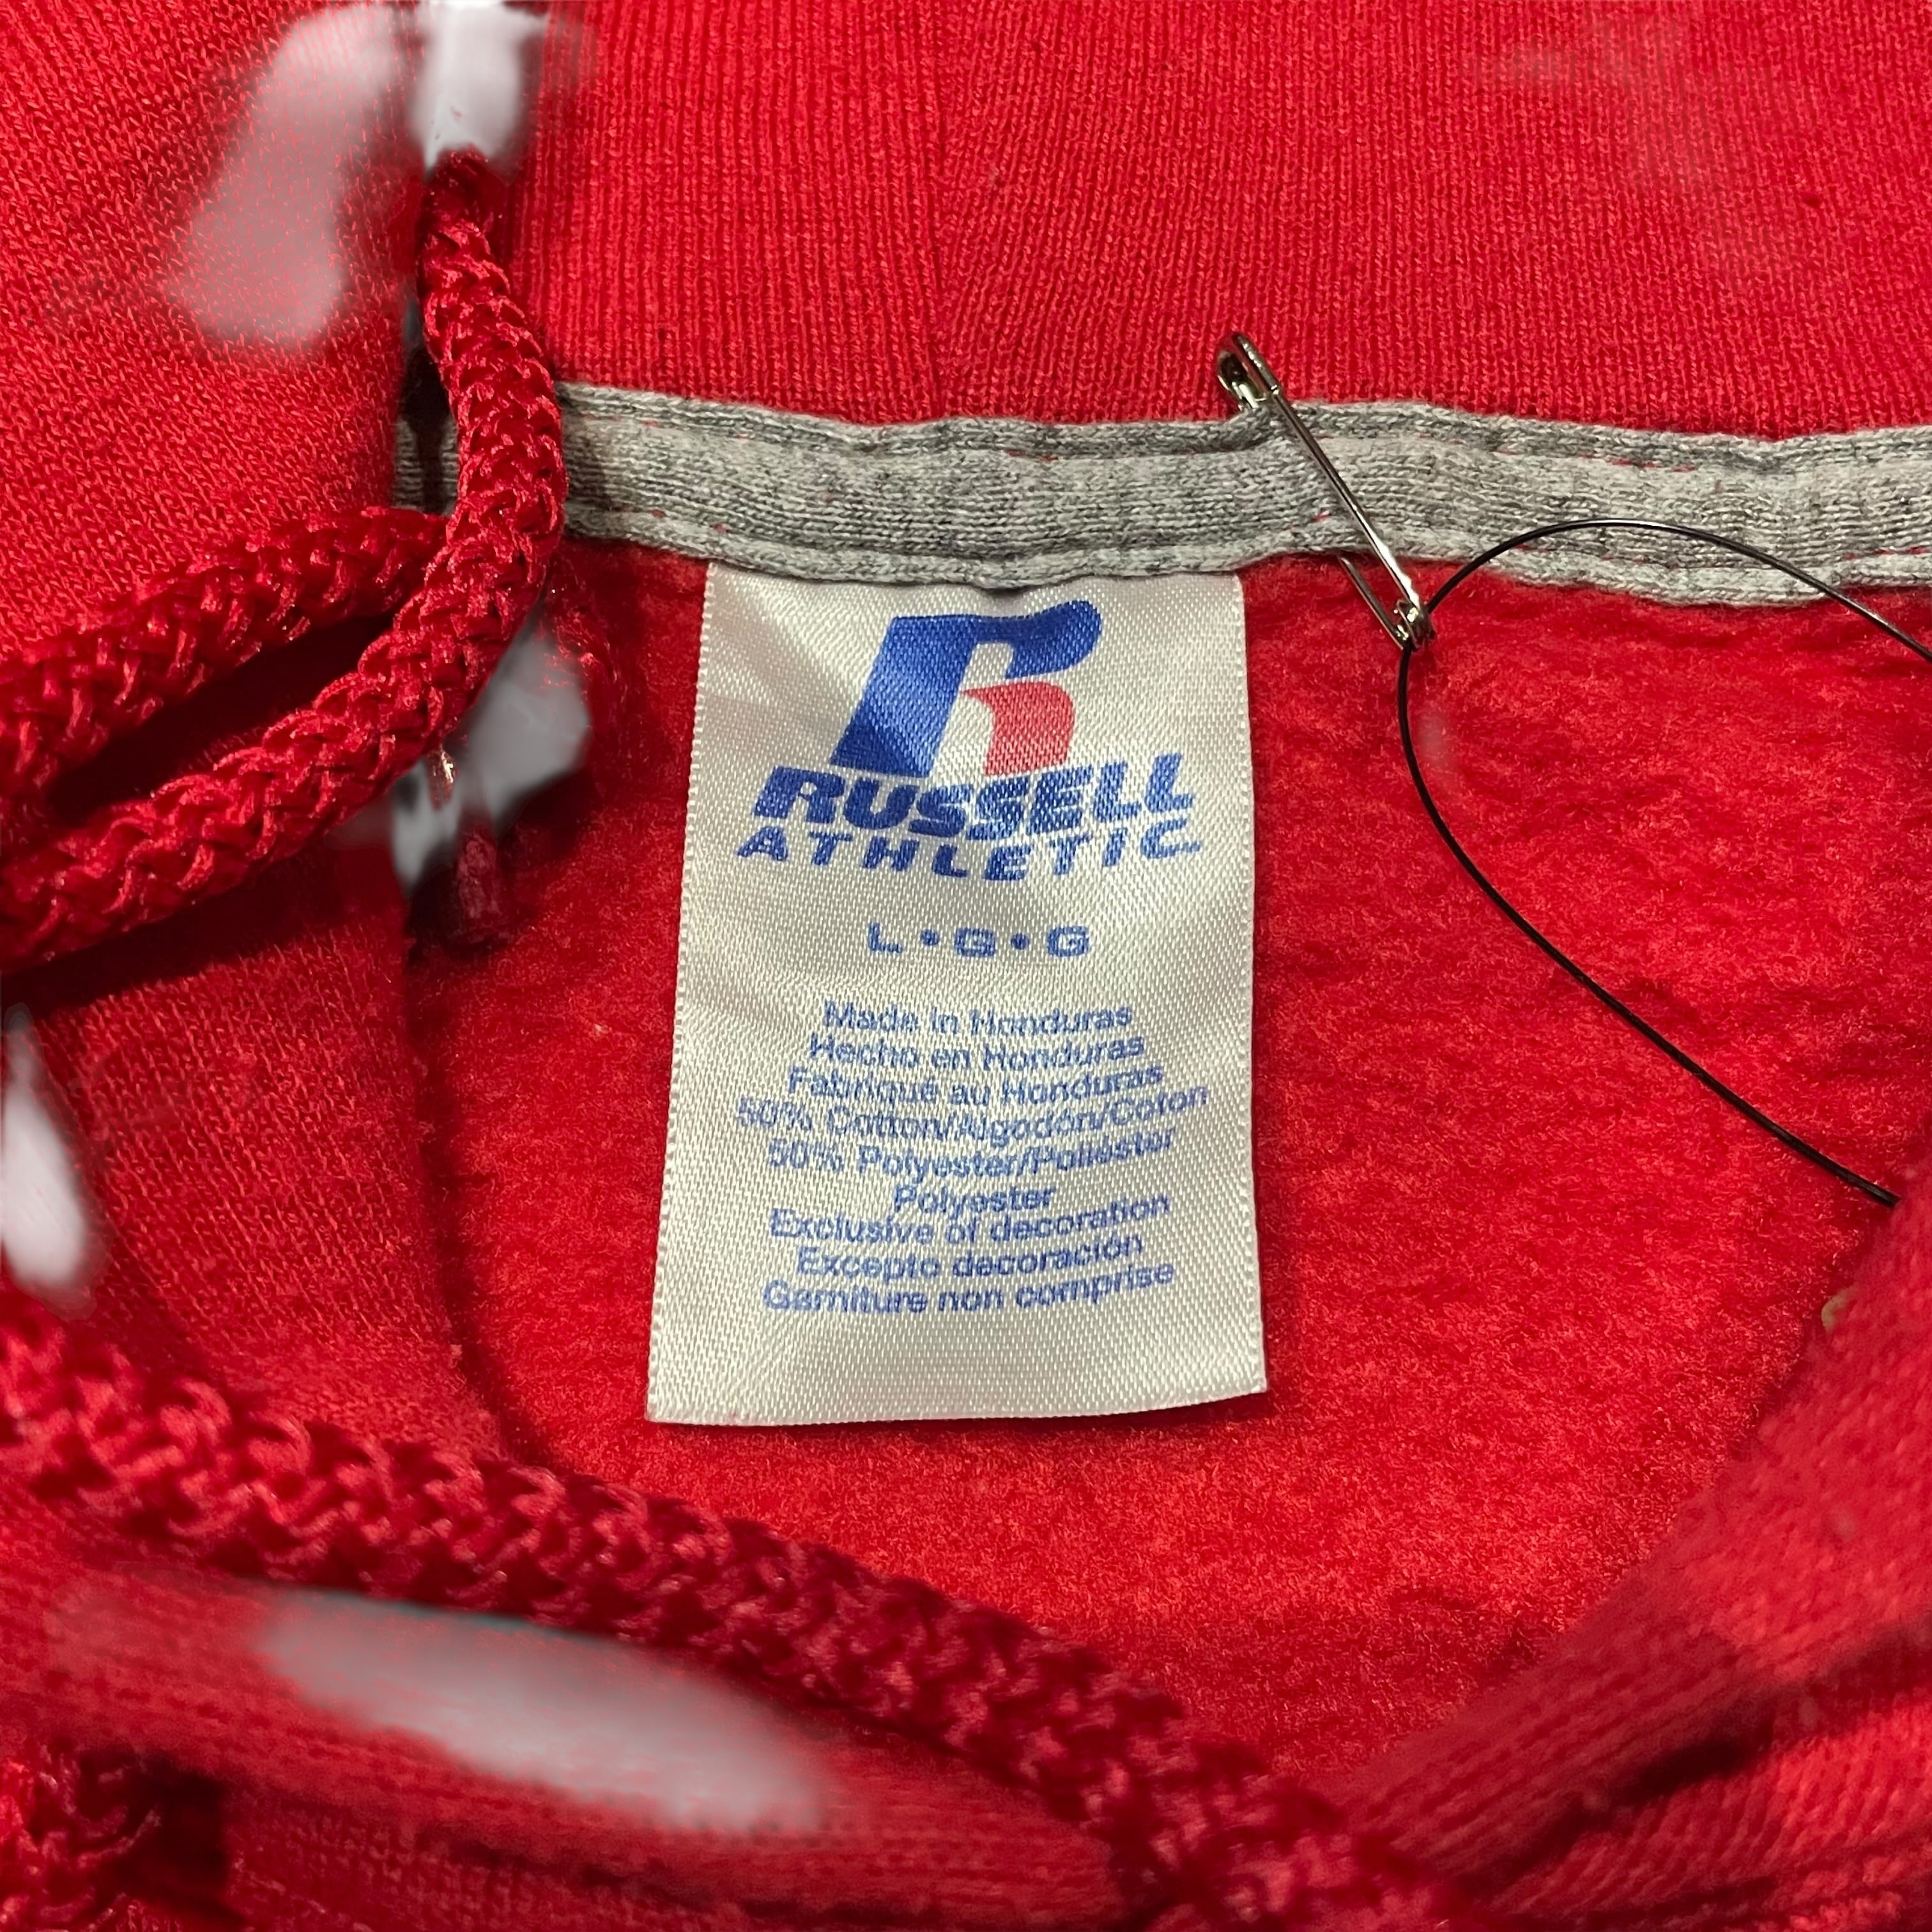 R
RUSSELL
ATHLETIC.
L • G • G
Made in Honduras
Hecho en Honduras
Fabriqué au Honduras
50% Cotton/Algodón/Coton
50% Polyester/Poliéster
Polyester
Exclusive of decoration
Excepto decoración
Garniture non comprise